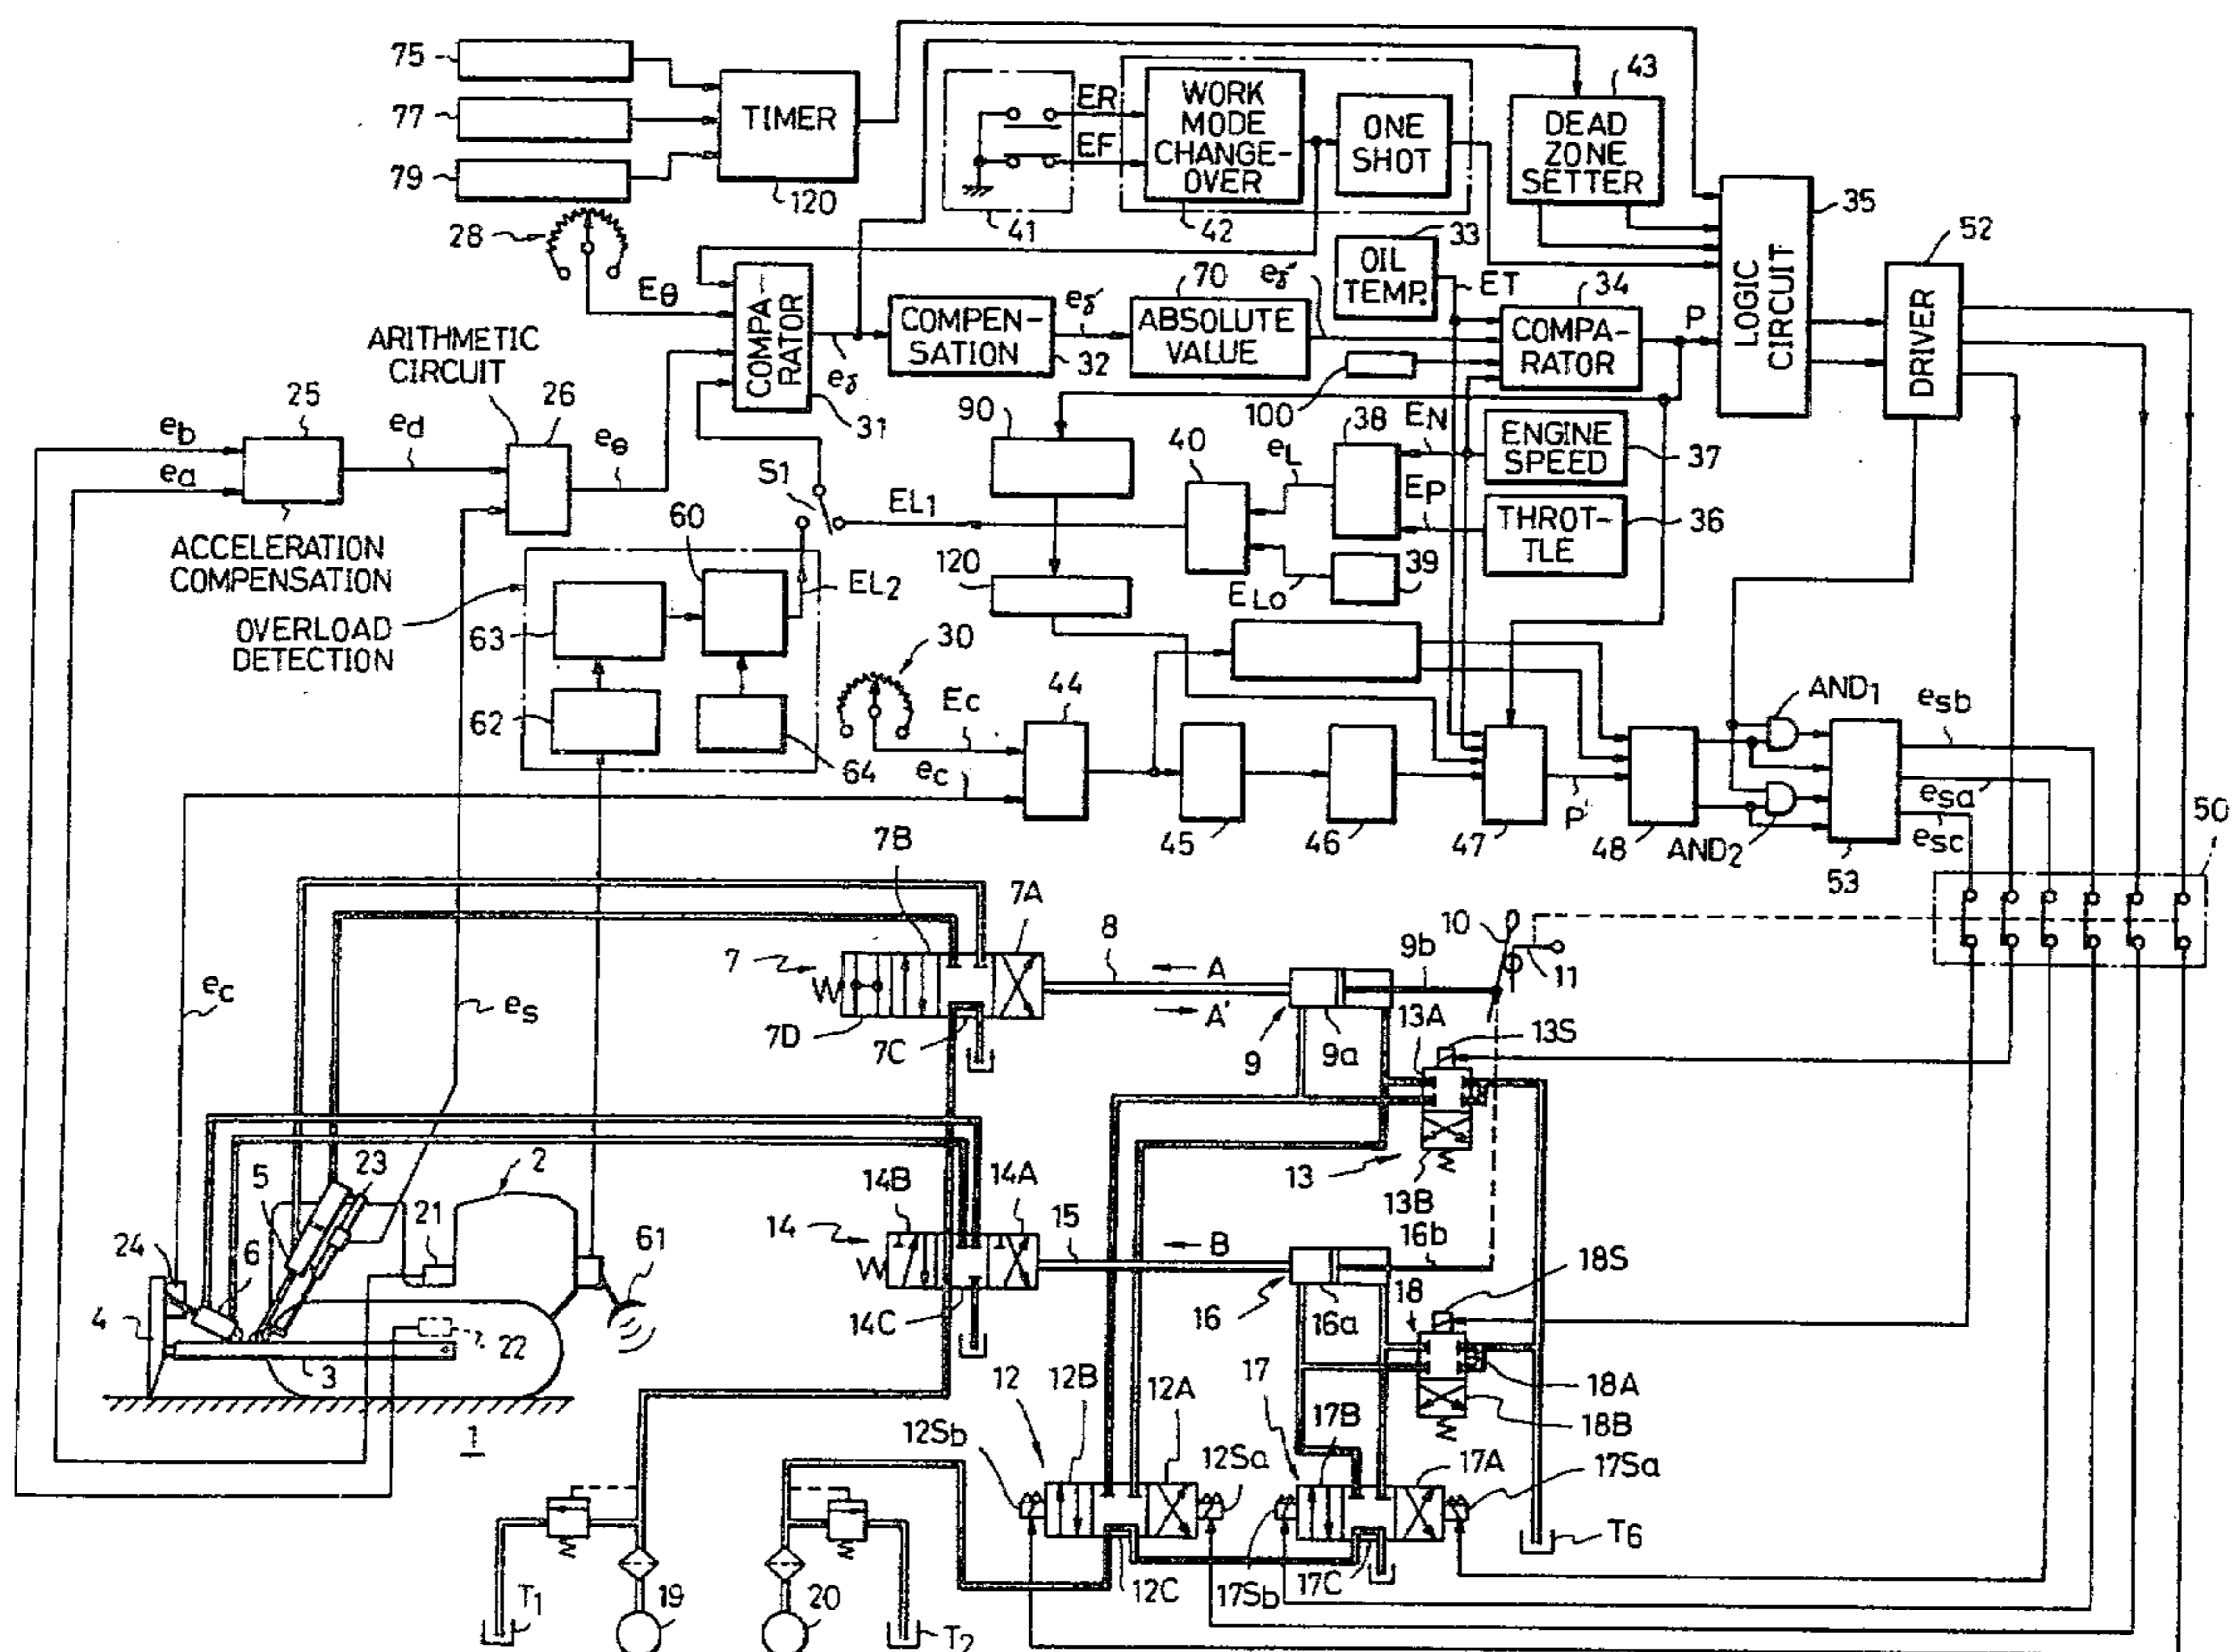 75
77
79
TIMER
120
28
Eθ
41
ER
EF
WORK
MODE
CHANGE-
OVER
42
ONE
SHOT
43
DEAD
ZONE
SETTER
33
OIL
TEMP.
ET
35
LOGIC
CIRCUIT
52
DRIVER
COMPA-
RATOR
31
eδ
COMPEN-
SATION
32
eδ'
70
ABSOLUTE
VALUE
eδ"
34
COMPA-
RATOR
P
100
ARITHMETIC
CIRCUIT
26
25
eb
ea
ed
eθ
ACCELERATION
COMPENSATION
OVERLOAD
DETECTION
S1
EL1
EL2
60
63
62
64
90
120
40
eL
38
EN
EP
ENGINE
SPEED
37
THROT-
TLE
36
39
ELO
30
Ec
ec
44
45
46
47
P'
48
AND1
AND2
53
esb
esa
esc
50
7B
7A
7
W
7D
7C
8
A
A'
9
9a
9b
10
11
13A
13S
13
13B
ec
es
5
23
2
21
24
6
4
3
22
61
1
14B
14A
14
W
14C
15
B
16
16a
16b
18S
18
18A
18B
12
12B
12A
12Sb
12Sa
12C
17
17B
17A
17Sa
17Sb
17C
T6
T1
19
20
T2